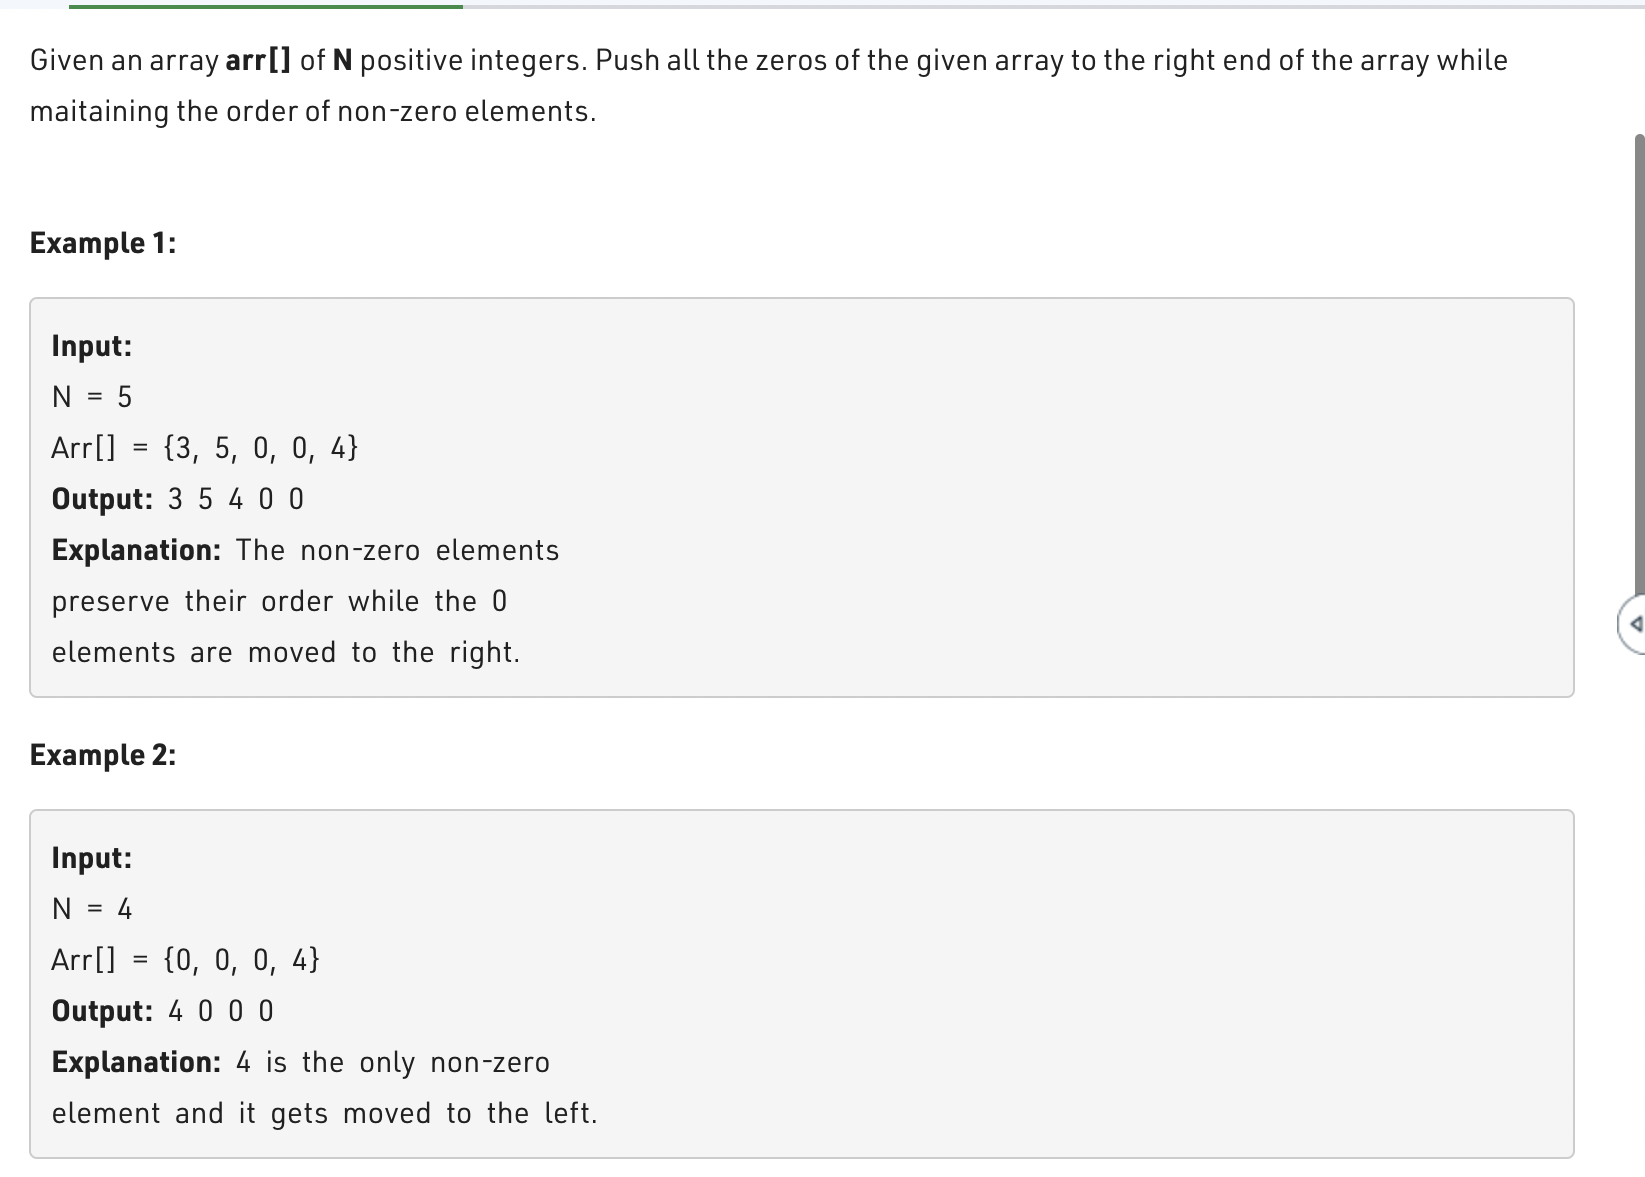 Given an array arr[] of N positive integers. Push all the zeros of the given array to the right end of the array while
maitaining the order of non-zero elements.
Example 1:
Input:
N = 5
Arr[] = {3, 5, 0, 0, 4}
Output: 3 5 4 0 0
Explanation: The non-zero elements
preserve their order while the 0
elements are moved to the right.
Example 2:
Input:
N = 4
Arr[] = {0, 0, 0, 4}
Output: 4 0 0 0
Explanation: 4 is the only non-zero
element and it gets moved to the left.